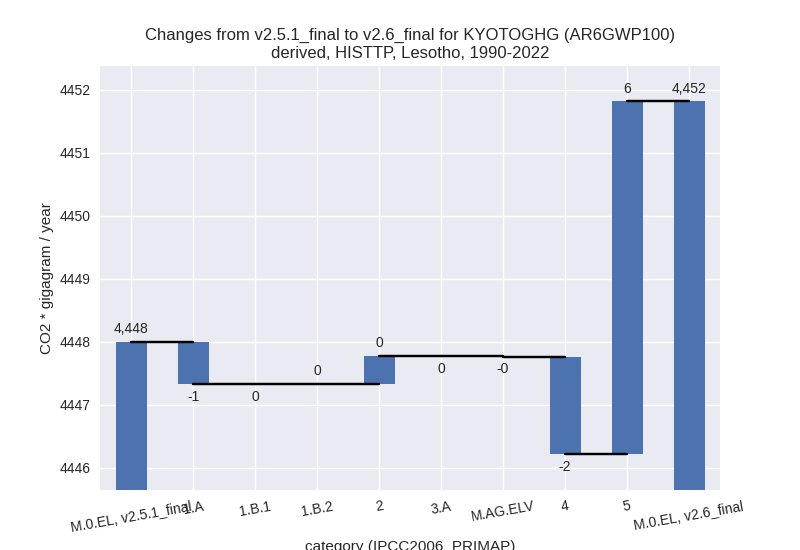 Changes from v2.5.1_final to v2.6_final for KYOTOGHG (AR6GWP100)
derived, HISTTP, Lesotho, 1990-2022
CO2 * gigagram / year
4452
4451
4450
4449
4448
4447
4446
4,448
-1
0
0
0
0
-0
-2
6
4,452
M.0.EL, v2.5.1_final
1.A
1.B.1
1.B.2
2
3.A
M.AG.ELV
4
5
M.0.EL, v2.6_final
category (IPCC2006_PRIMAP)